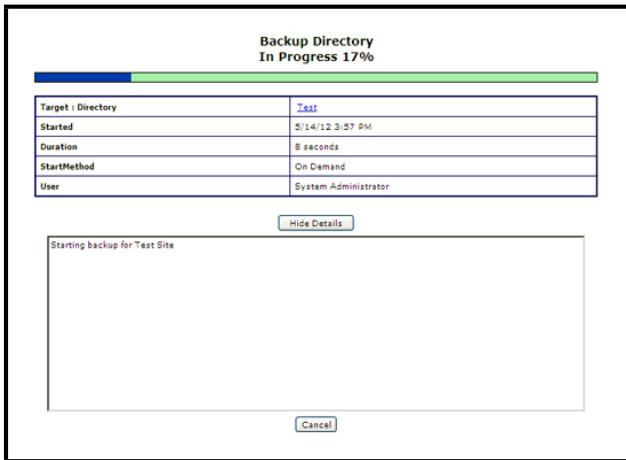 Backup Directory
In Progress 17%
Target : Directory Test
Started 5/14/12 3:57 PM
Duration 8 seconds
StartMethod On Demand
User System Administrator
Hide Details
Starting backup for Test Site
Cancel